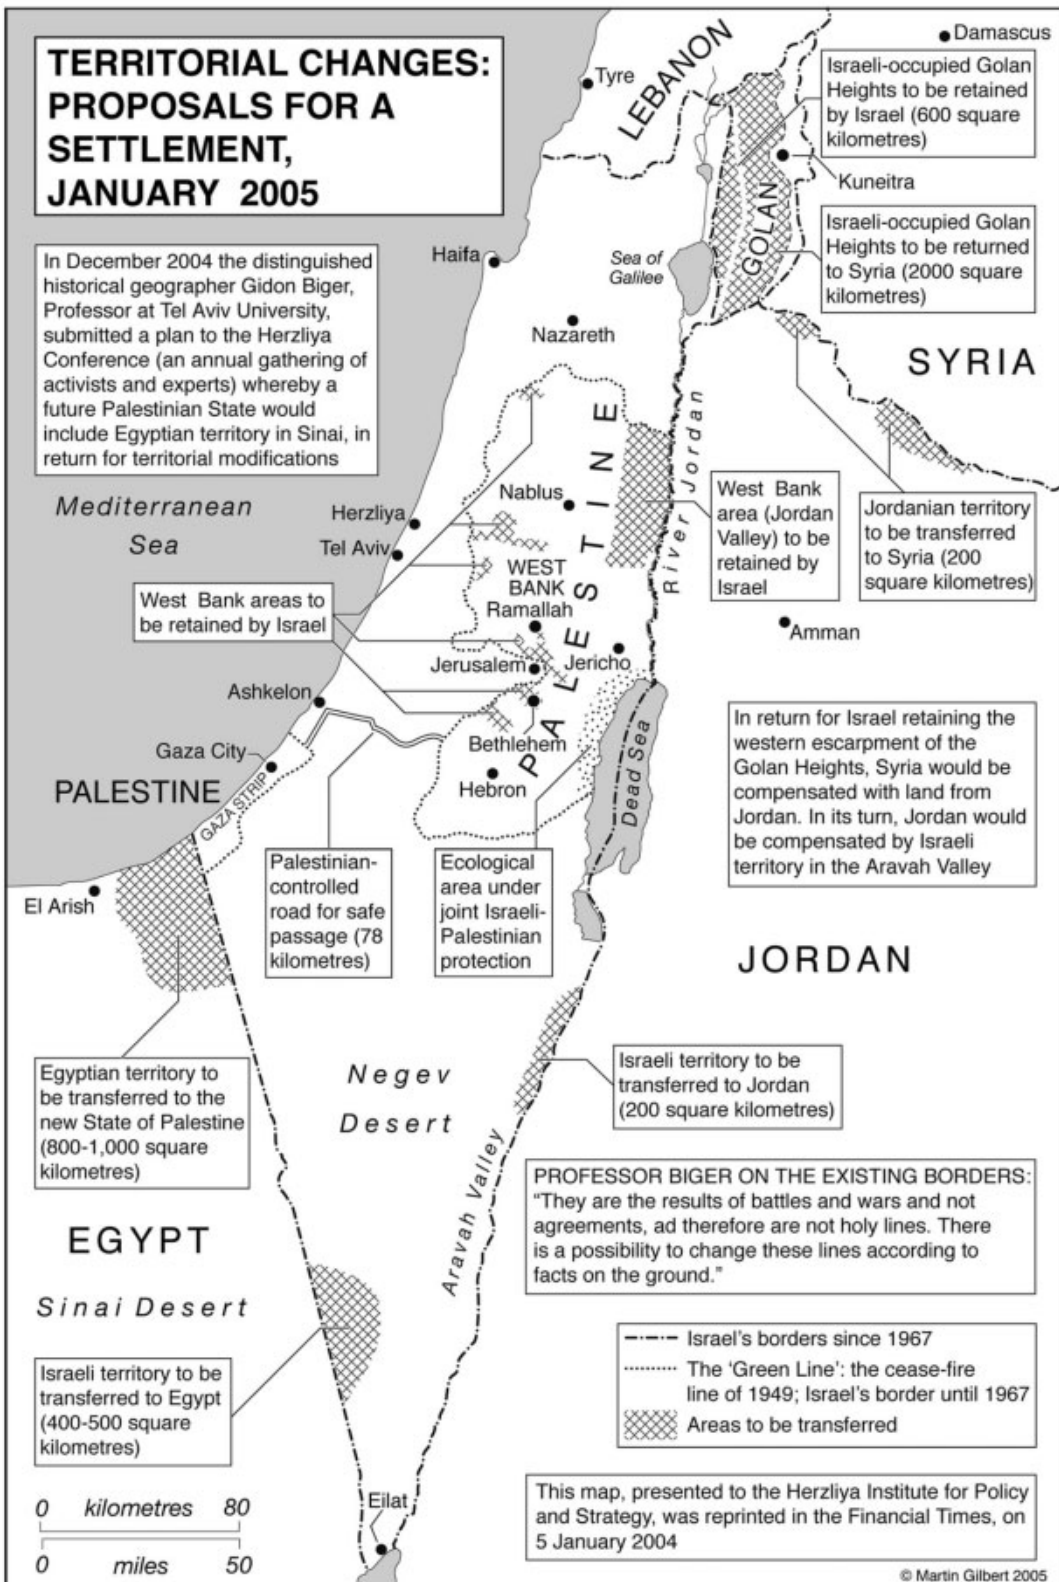 TERRITORIAL CHANGES:
PROPOSALS FOR A
SETTLEMENT,
JANUARY 2005
In December 2004 the distinguished
historical geographer Gidon Biger,
Professor at Tel Aviv University,
submitted a plan to the Herzliya
Conference (an annual gathering of
activists and experts) whereby a
future Palestinian State would
include Egyptian territory in Sinai, in
return for territorial modifications
Damascus
Tyre
LEBANON
Israeli-occupied Golan
Heights to be retained
by Israel (600 square
kilometres)
Kuneitra
GOLAN
Israeli-occupied Golan
Heights to be returned
to Syria (2000 square
kilometres)
Haifa
Sea of
Galilee
Nazareth
SYRIA
Mediterranean
Sea
Herzliya
Tel Aviv
Nablus
WEST
BANK
Ramallah
PALESTINE
River Jordan
West Bank
area (Jordan
Valley) to be
retained by
Israel
Jordanian territory
to be transferred
to Syria (200
square kilometres)
West Bank areas to
be retained by Israel
Amman
Jerusalem
Jericho
Ashkelon
Gaza City
Bethlehem
Hebron
Dead Sea
PALESTINE
GAZA STRIP
In return for Israel retaining the
western escarpment of the
Golan Heights, Syria would be
compensated with land from
Jordan. In its turn, Jordan would
be compensated by Israeli
territory in the Aravah Valley
El Arish
Palestinian-
controlled
road for safe
passage (78
kilometres)
Ecological
area under
joint Israeli-
Palestinian
protection
JORDAN
Egyptian territory to
be transferred to the
new State of Palestine
(800-1,000 square
kilometres)
Negev
Desert
Israeli territory to be
transferred to Jordan
(200 square kilometres)
Aravah Valley
PROFESSOR BIGER ON THE EXISTING BORDERS:
“They are the results of battles and wars and not
agreements, ad therefore are not holy lines. There
is a possibility to change these lines according to
facts on the ground.”
EGYPT
Sinai Desert
Israeli territory to be
transferred to Egypt
(400-500 square
kilometres)
Israel’s borders since 1967
The ‘Green Line’: the cease-fire
line of 1949; Israel’s border until 1967
Areas to be transferred
0 kilometres 80
0 miles 50
Eilat
This map, presented to the Herzliya Institute for Policy
and Strategy, was reprinted in the Financial Times, on
5 January 2004
© Martin Gilbert 2005